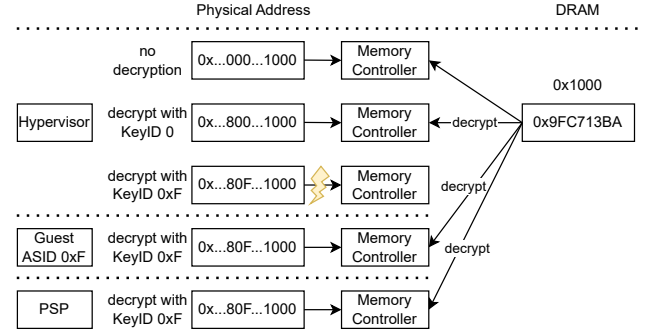 Physical Address
DRAM
no
decryption
0x...000...1000
Memory
Controller
0x1000
Hypervisor
decrypt with
KeyID 0
0x...800...1000
Memory
Controller
decrypt
0x9FC713BA
decrypt with
KeyID 0xF
0x...80F...1000
Memory
Controller
decrypt
Guest
ASID 0xF
decrypt with
KeyID 0xF
0x...80F...1000
Memory
Controller
decrypt
PSP
decrypt with
KeyID 0xF
0x...80F...1000
Memory
Controller